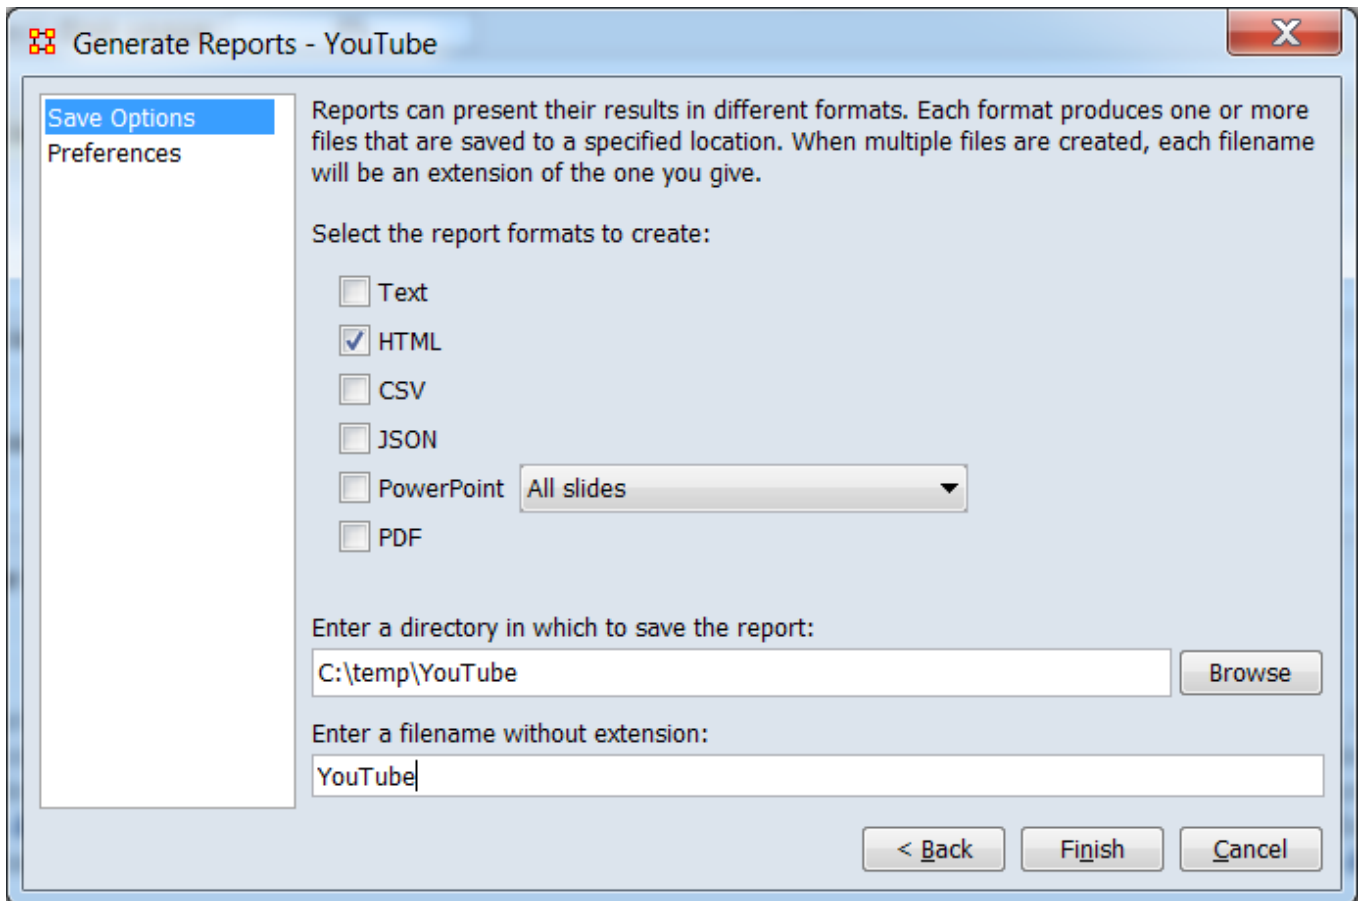 Generate Reports - YouTube
X
Save Options
Preferences
Reports can present their results in different formats. Each format produces one or more
files that are saved to a specified location. When multiple files are created, each filename
will be an extension of the one you give.
Select the report formats to create:
Text
HTML
CSV
JSON
PowerPoint All slides
PDF
Enter a directory in which to save the report:
C:\temp\YouTube Browse
Enter a filename without extension:
YouTube
< Back Finish Cancel